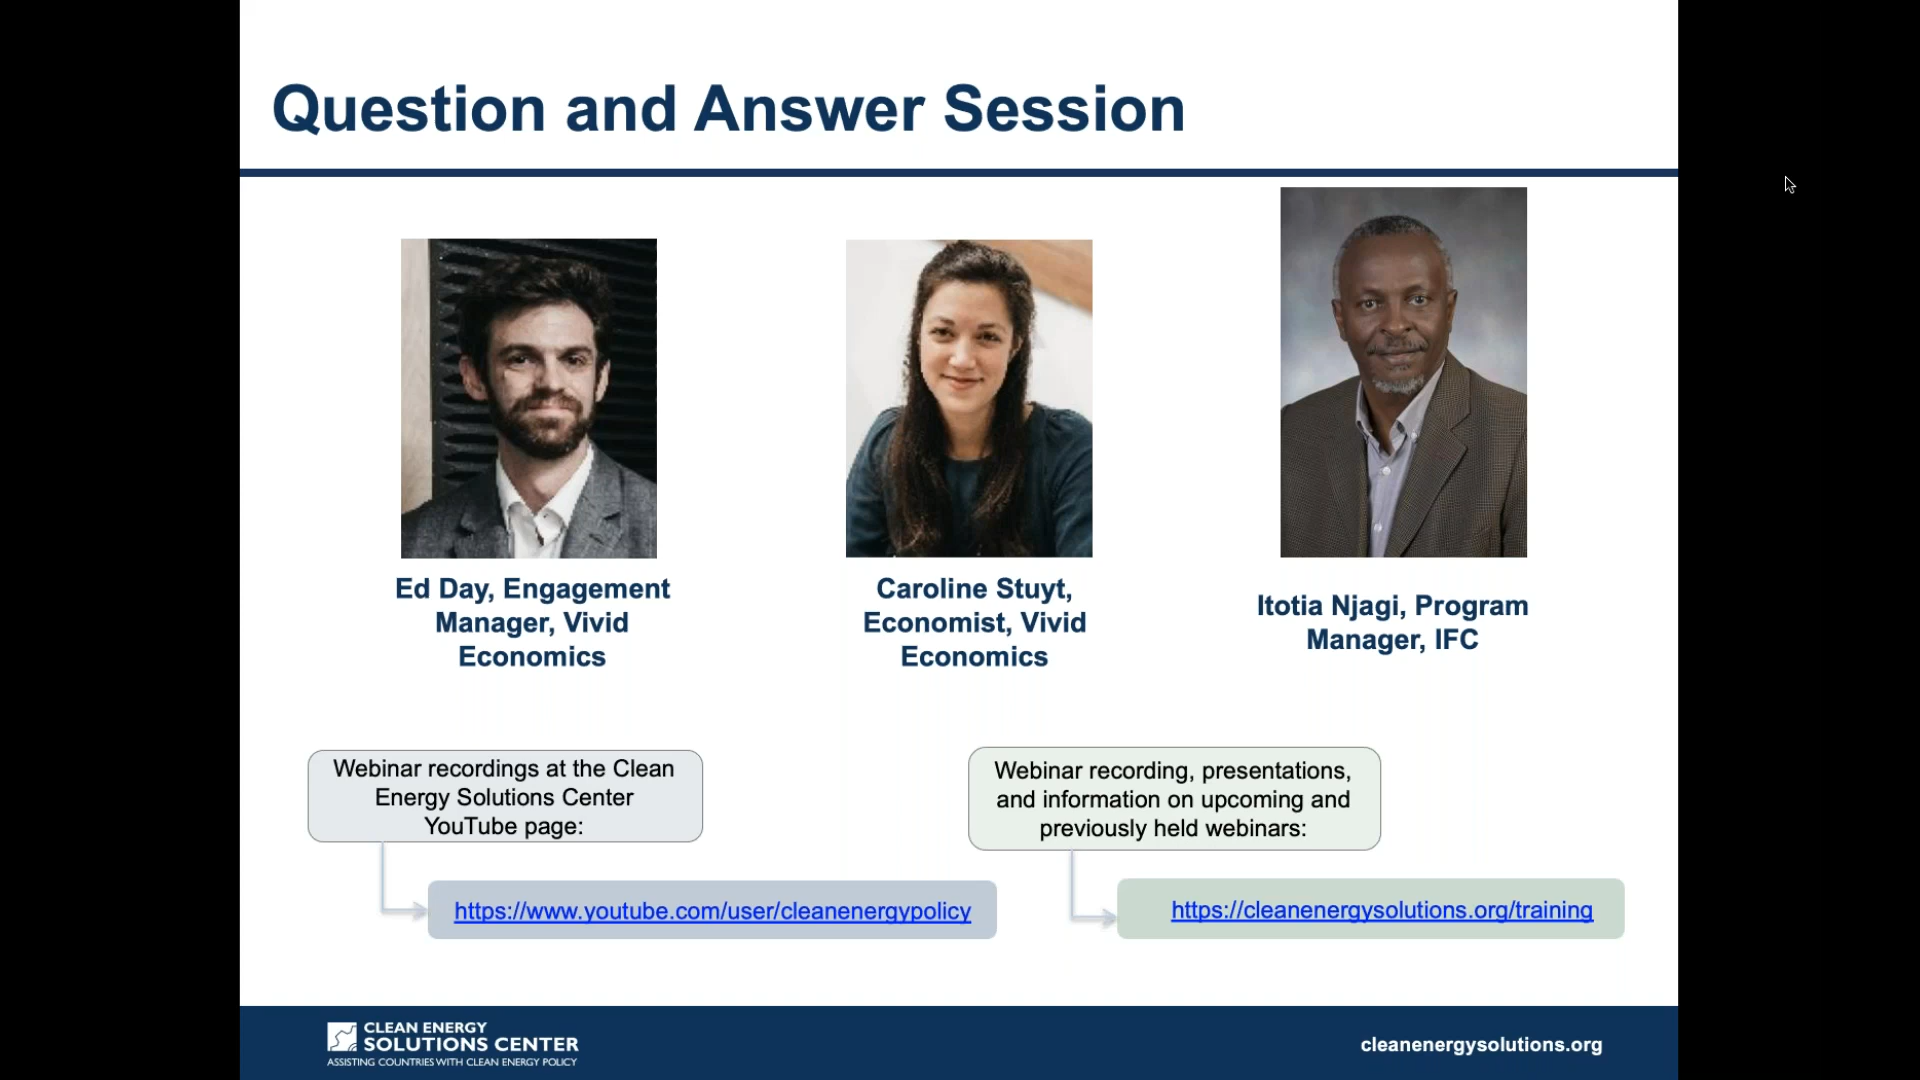 Question and Answer Session
Ed Day, Engagement
Manager, Vivid
Economics
Caroline Stuyt,
Economist, Vivid
Economics
Itotia Njagi, Program
Manager, IFC
Webinar recordings at the Clean
Energy Solutions Center
YouTube page:
https://www.youtube.com/user/cleanenergypolicy
Webinar recording, presentations,
and information on upcoming and
previously held webinars:
https://cleanenergysolutions.org/training
CLEAN ENERGY
SOLUTIONS CENTER
ASSISTING COUNTRIES WITH CLEAN ENERGY POLICY
cleanenergysolutions.org